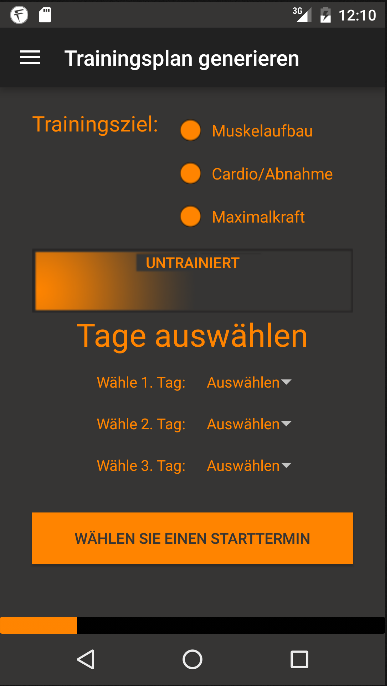 3G 12:10
Trainingsplan generieren
Trainingsziel:
Muskelaufbau
Cardio/Abnahme
Maximalkraft
UNTRAINIERT
Tage auswählen
Wähle 1. Tag: Auswählen
Wähle 2. Tag: Auswählen
Wähle 3. Tag: Auswählen
WÄHLEN SIE EINEN STARTTERMIN